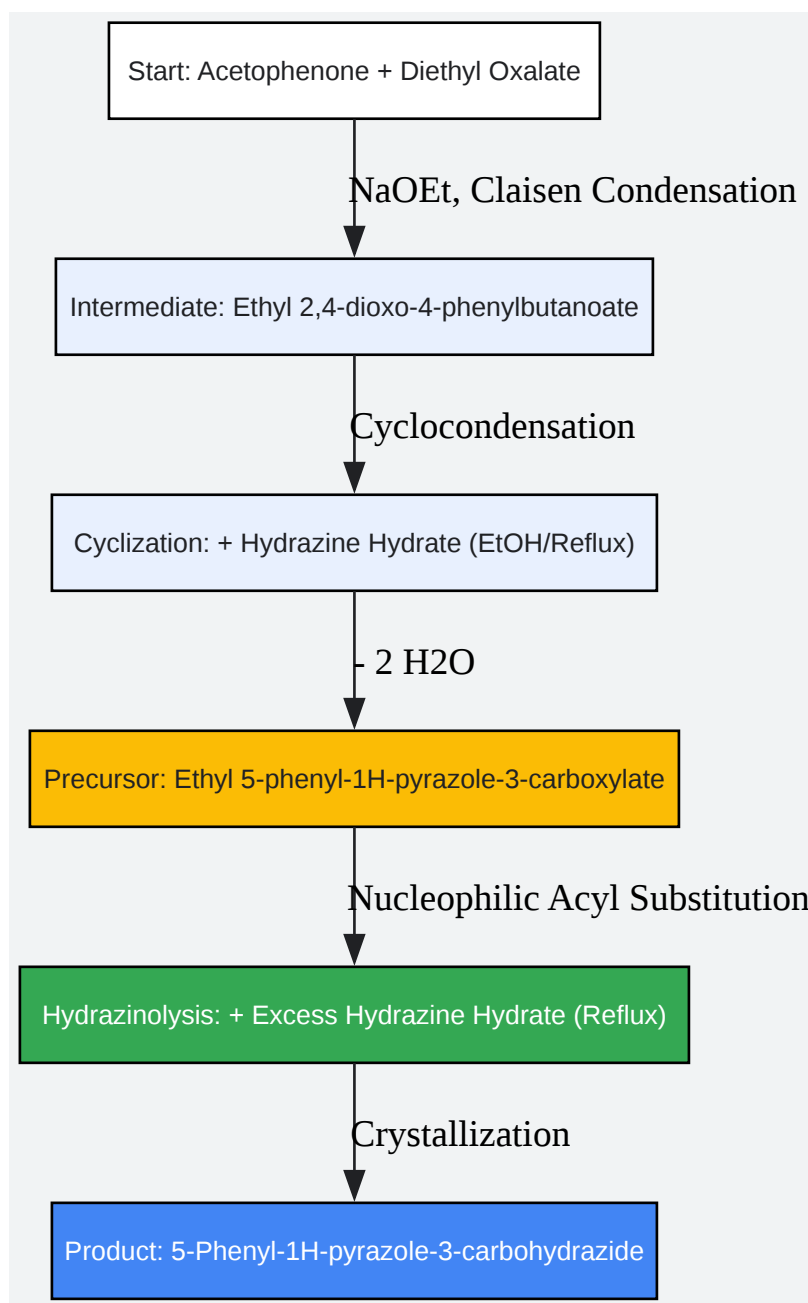 Start: Acetophenone + Diethyl Oxalate
NaOEt, Claisen Condensation
Intermediate: Ethyl 2,4-dioxo-4-phenylbutanoate
Cyclocondensation
Cyclization: + Hydrazine Hydrate (EtOH/Reflux)
- 2 H2O
Precursor: Ethyl 5-phenyl-1H-pyrazole-3-carboxylate
Nucleophilic Acyl Substitution
Hydrazinolysis: + Excess Hydrazine Hydrate (Reflux)
Crystallization
Product: 5-Phenyl-1H-pyrazole-3-carbohydrazide